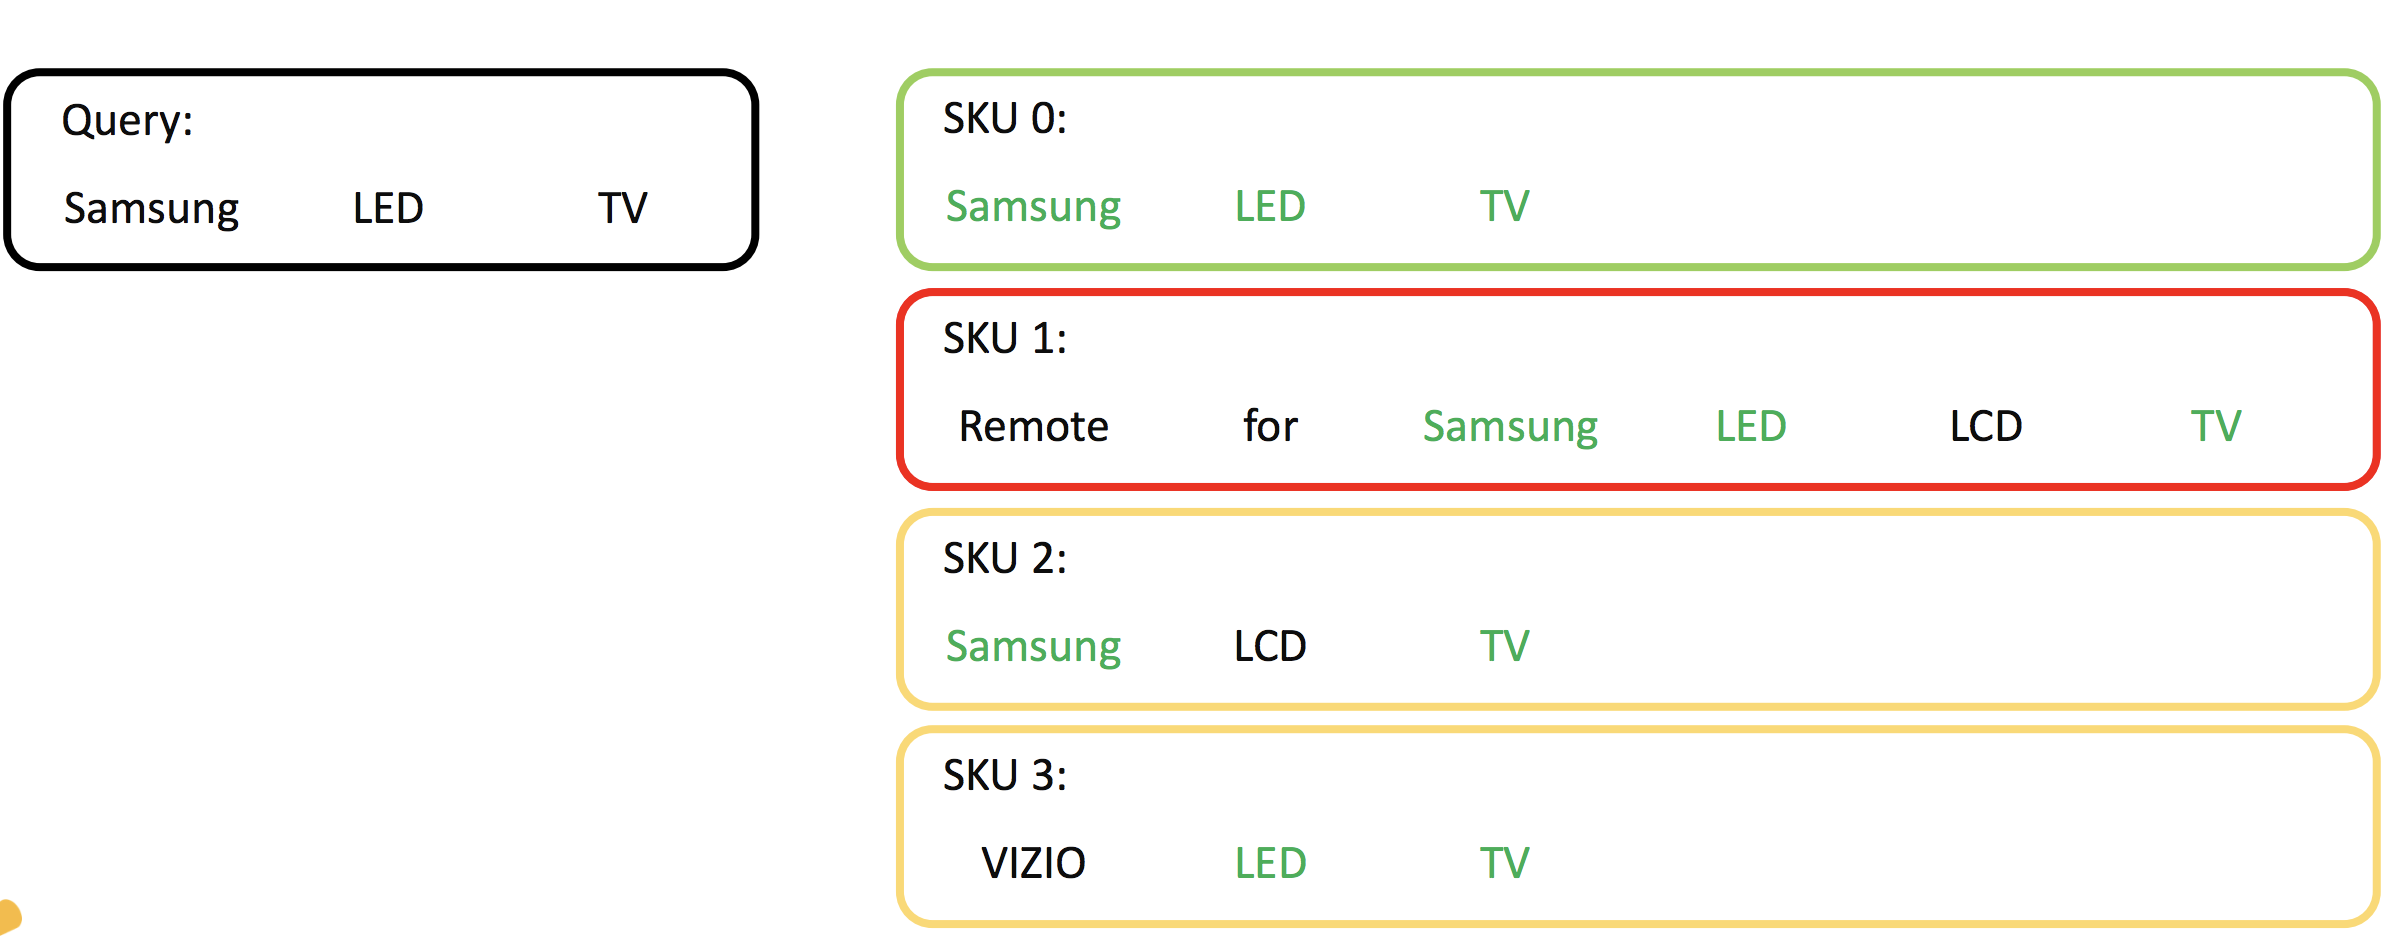 Query:
Samsung LED TV
SKU 0:
Samsung LED TV
SKU 1:
Remote for Samsung LED LCD TV
SKU 2:
Samsung LCD TV
SKU 3:
VIZIO LED TV